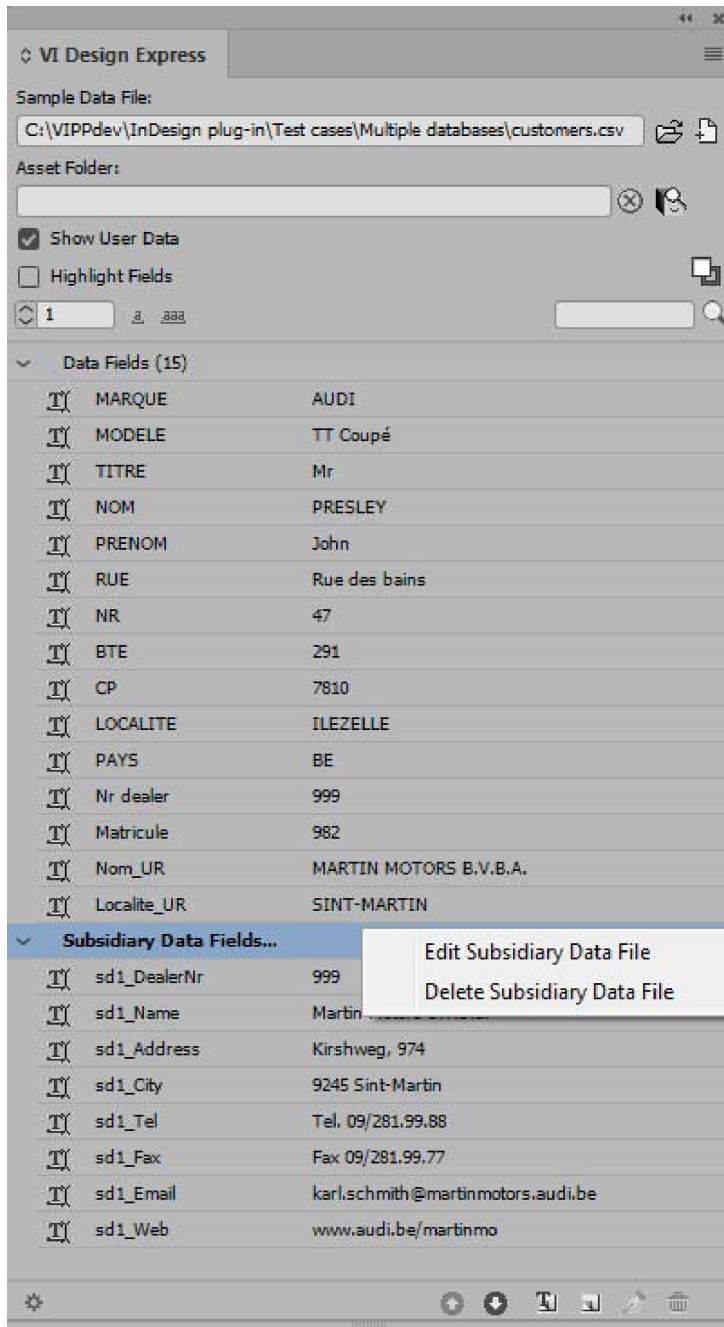 VI Design Express
Sample Data File:
C:\VIPPdev\InDesign plug-in\Test cases\Multiple databases\customers.csv
Asset Folder:
Show User Data
Highlight Fields
1 a aaa
Data Fields (15)
MARQUE AUDI
MODELE TT Coupé
TITRE Mr
NOM PRESLEY
PRENOM John
RUE Rue des bains
NR 47
BTE 291
CP 7810
LOCALITE ILEZELLE
PAYS BE
Nr dealer 999
Matricule 982
Nom_UR MARTIN MOTORS B.V.B.A.
Localite_UR SINT-MARTIN
Subsidiary Data Fields...
Edit Subsidiary Data File
sd1_DealerNr 999
Delete Subsidiary Data File
sd1_Name Martin
sd1_Address Kirshweg, 974
sd1_City 9245 Sint-Martin
sd1_Tel Tel. 09/281.99.88
sd1_Fax Fax 09/281.99.77
sd1_Email karl.schmith@martinmotors.audi.be
sd1_Web www.audi.be/martinmo